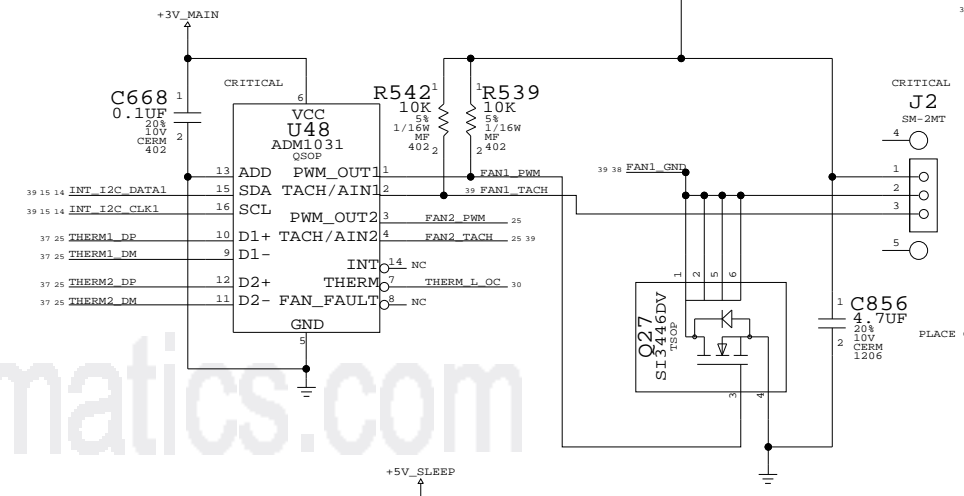 +3V_MAIN
3
CRITICAL
C668
0.1UF
20%
10V
CERM
402
1
2
6
VCC
U48
ADM1031
QSOP
13 ADD
15 SDA
16 SCL
10 D1+
9 D1-
12 D2+
11 D2-
PWM_OUT1 1
TACH/AIN1 2
PWM_OUT2 3
TACH/AIN2 4
INT 14 NC
THERM 7
FAN_FAULT 8 NC
GND
5
39 15 14 INT_I2C_DATA1
39 15 14 INT_I2C_CLK1
37 25 THERM1_DP
37 25 THERM1_DM
37 25 THERM2_DP
37 25 THERM2_DM
R542
10K
5%
1/16W
MF
402
1
2
R539
10K
5%
1/16W
MF
402
1
2
FAN1_PWM
39 FAN1_TACH
FAN2_PWM 25
FAN2_TACH 25 39
THERM_L_OC 30
39 38 FAN1_GND
1 2 5 6
Q27
SI3446DV
TSOP
3 4
CRITICAL
J2
SM-2MT
4
1
2
3
5
1
2
C856
4.7UF
20%
10V
CERM
1206
PLACE
matics.com
+5V_SLEEP